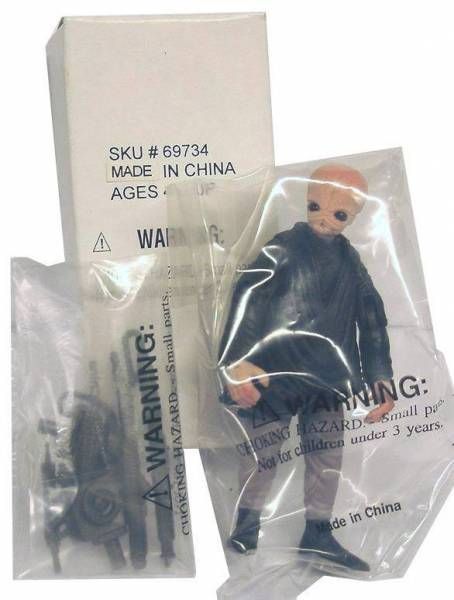 SKU # 69734
MADE IN CHINA
AGES
WARNING:
WARNING:
CHOKING HAZARD - Small parts.
WARNING:
CHOKING HAZARD. - Small par
Not for children under 3 years.
Made in China